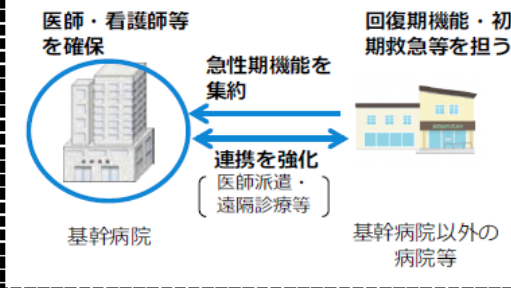 医師・看護師等
を確保
回復期機能・初
期救急等を担う
急性期機能を
集約
連携を強化
医師派遣・
遠隔診療等
基幹病院
基幹病院以外の
病院等